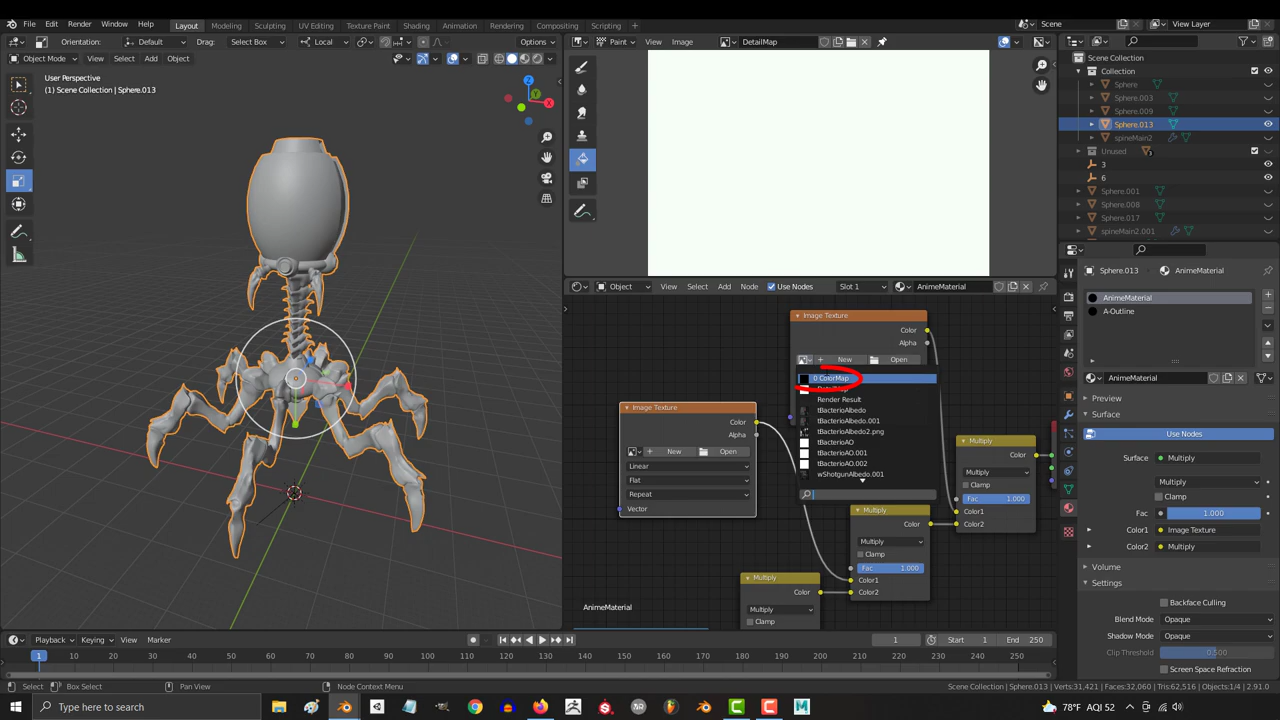 File Edit Render Window Help
Layout Modeling Sculpting UV Editing Texture Paint Shading Animation Rendering Compositing Scripting
Scene View Layer
Orientation: Default Drag: Select Box Local Options
Object Mode View Select Add Object
User Perspective
(1) Scene Collection | Sphere.013
Z
Y
X
Paint View Image DetailMap
Scene Collection
Collection
Sphere
Sphere.003
Sphere.009
Sphere.013
spineMain2
Unused
3
3
6
Sphere.001
Sphere.008
Sphere.017
spineMain2.001
Object View Select Add Node Use Nodes Slot 1 AnimeMaterial
Image Texture
Color
Alpha
New Open
0 ColorMap
Render Result
tBacterioAlbedo
tBacterioAlbedo.001
tBacterioAlbedo2.png
tBacterioAO
tBacterioAO.001
tBacterioAO.002
wShotgunAlbedo.001
Image Texture
Color
Alpha
New Open
Linear
Flat
Repeat
Vector
Multiply
Color
Multiply
Clamp
Fac 1.000
Color1
Color2
Multiply
Color
Multiply
Clamp
Fac 1.000
Color1
Color2
Multiply
Color
Multiply
Clamp
AnimeMaterial
Sphere.013 AnimeMaterial
AnimeMaterial
A-Outline
AnimeMaterial
Preview
Surface
Use Nodes
Surface Multiply
Multiply
Clamp
Fac 1.000
Color1 Image Texture
Color2 Multiply
Volume
Settings
Backface Culling
Blend Mode Opaque
Shadow Mode Opaque
Clip Threshold 0.500
Screen Space Refraction
Playback Keying View Marker 1 Start 1 End 250
1 10 20 30 40 50 60 70 80 90 100 110 120 130 140 150 160 170 180 190 200 210 220 230 240 250
Select Box Select Pan View Node Context Menu Scene Collection | Sphere.013 | Verts:31,421 | Faces:32,060 | Tris:62,516 | Objects:1/4 | 2.91.0
Type here to search 78°F AQI 52